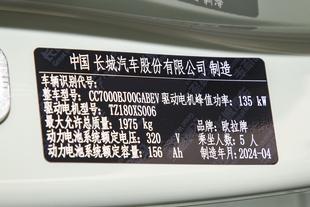 中国 长城汽车股份有限公司 制造
车辆识别代号:
整车型号: CC7000BJ00GABEV 驱动电机峰值功率: 135 kW
驱动电机型号: TZ180XS006
最大允许总质量: 1975 kg 品 牌: 欧拉牌
动力电池系统额定电压: 320 V 乘坐人数: 5 人
动力电池系统额定容量: 156 Ah 制造年月: 2024-04